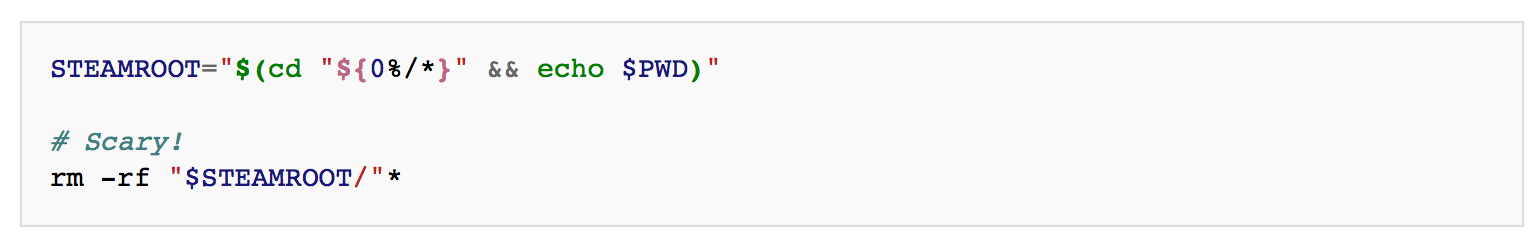 STEAMROOT="$(cd "${0%/*}" && echo $PWD)"
# Scary!
rm -rf "$STEAMROOT/"*